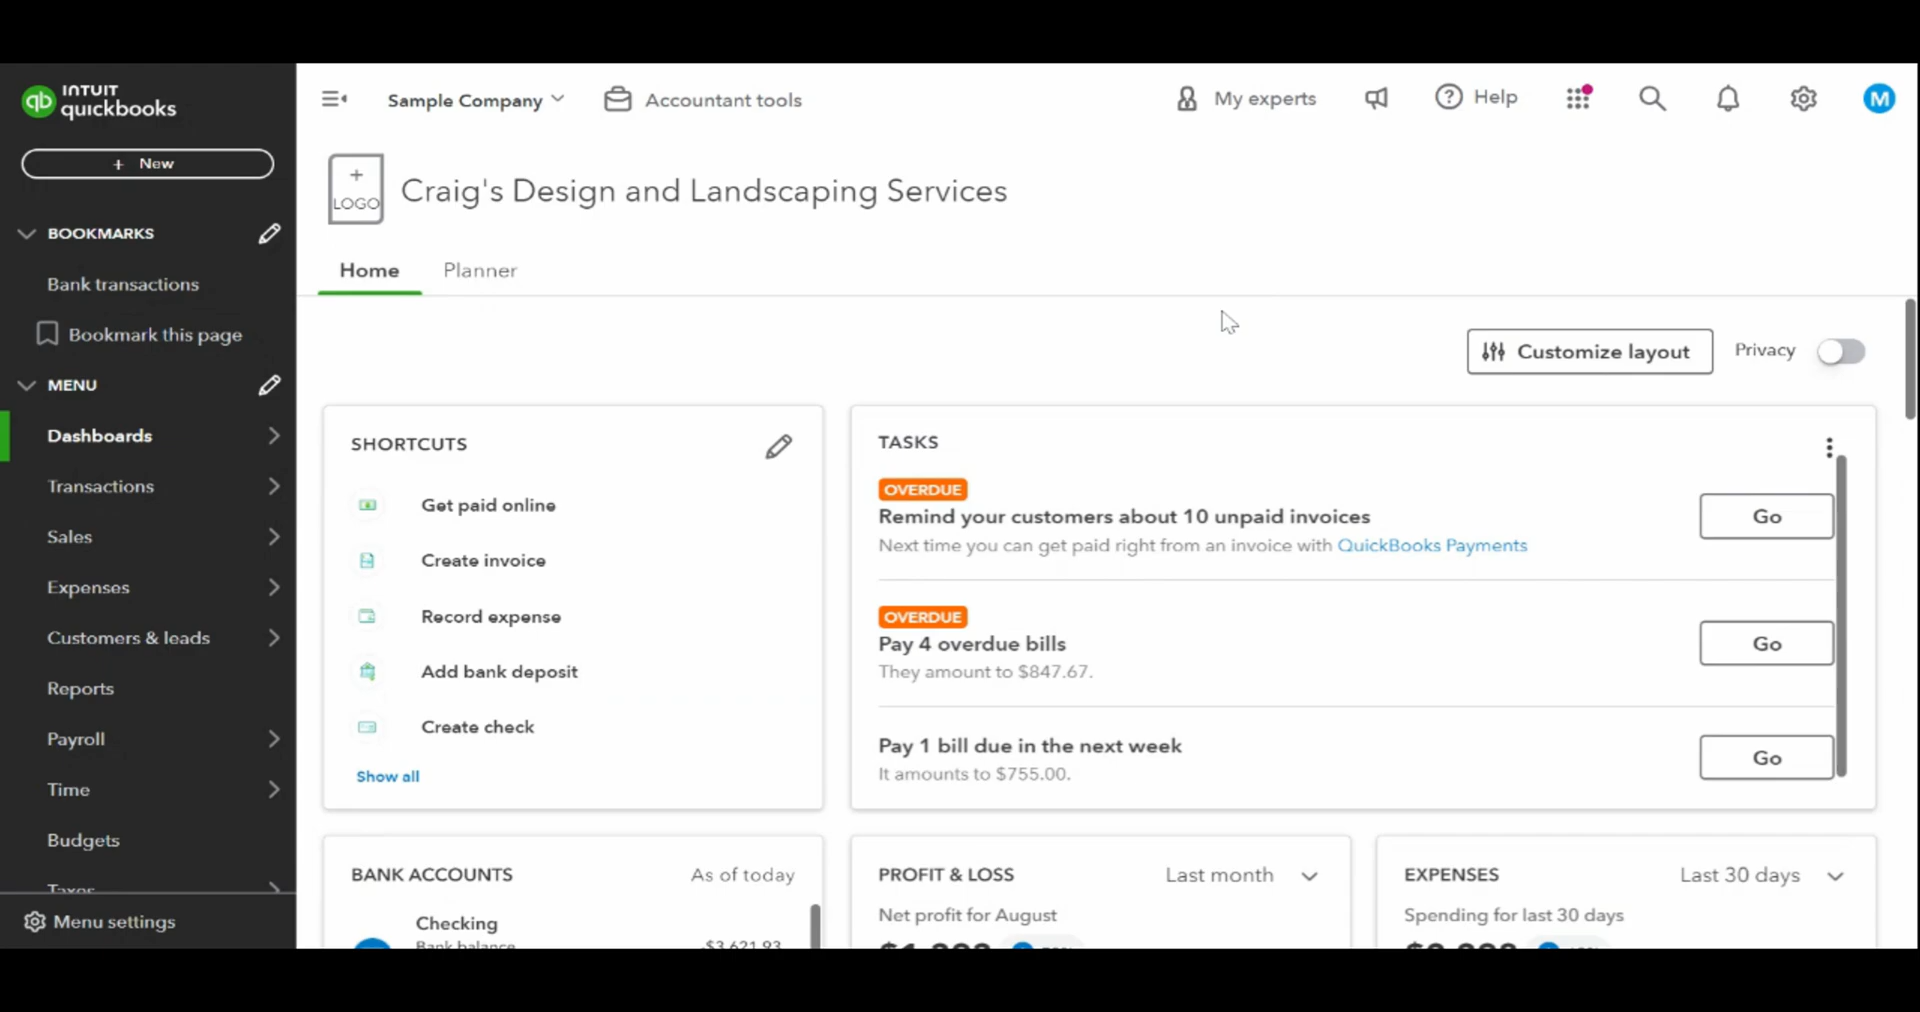 INTUIT
quickbooks
+ New
BOOKMARKS
Bank transactions
Bookmark this page
MENU
Dashboards
Transactions
Sales
Expenses
Customers & leads
Reports
Payroll
Time
Budgets
Taxes
Menu settings
Sample Company
Accountant tools
My experts
Help
M
+
LOGO
Craig's Design and Landscaping Services
Home
Planner
Customize layout
Privacy
SHORTCUTS
Get paid online
Create invoice
Record expense
Add bank deposit
Create check
Show all
TASKS
OVERDUE
Remind your customers about 10 unpaid invoices
Next time you can get paid right from an invoice with QuickBooks Payments
Go
OVERDUE
Pay 4 overdue bills
They amount to $847.67.
Go
Pay 1 bill due in the next week
It amounts to $755.00.
Go
BANK ACCOUNTS
As of today
Checking
Bank balance
-$3,621.93
PROFIT & LOSS
Last month
Net profit for August
EXPENSES
Last 30 days
Spending for last 30 days